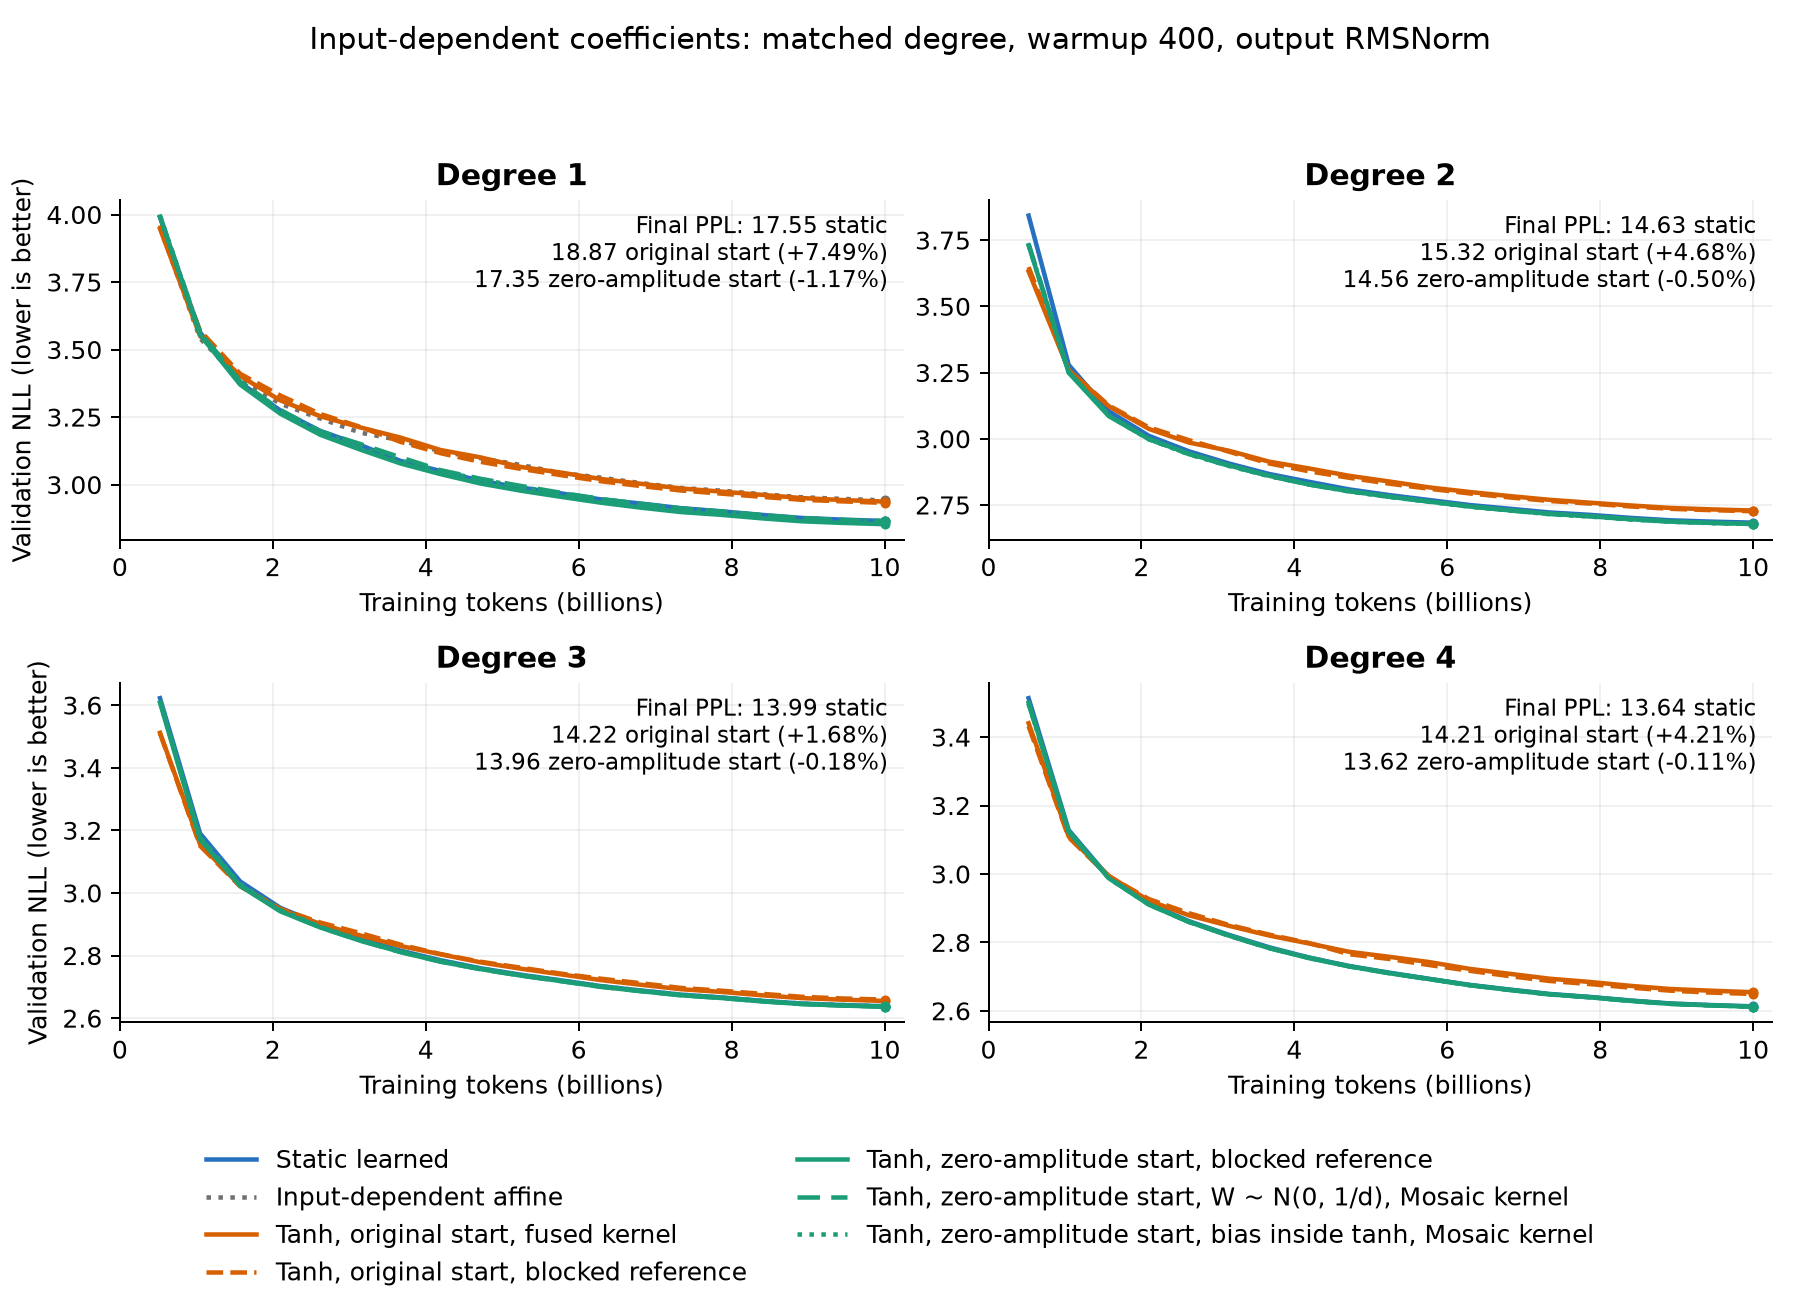 Input-dependent coefficients: matched degree, warmup 400, output RMSNorm
Degree 1
Validation NLL (lower is better)
4.00
3.75
3.50
3.25
3.00
Final PPL: 17.55 static
18.87 original start (+7.49%)
17.35 zero-amplitude start (-1.17%)
0 2 4 6 8 10
Training tokens (billions)
Degree 2
3.75
3.50
3.25
3.00
2.75
Final PPL: 14.63 static
15.32 original start (+4.68%)
14.56 zero-amplitude start (-0.50%)
0 2 4 6 8 10
Training tokens (billions)
Degree 3
Validation NLL (lower is better)
3.6
3.4
3.2
3.0
2.8
2.6
Final PPL: 13.99 static
14.22 original start (+1.68%)
13.96 zero-amplitude start (-0.18%)
0 2 4 6 8 10
Training tokens (billions)
Degree 4
3.4
3.2
3.0
2.8
2.6
Final PPL: 13.64 static
14.21 original start (+4.21%)
13.62 zero-amplitude start (-0.11%)
0 2 4 6 8 10
Training tokens (billions)
Static learned
Input-dependent affine
Tanh, original start, fused kernel
Tanh, original start, blocked reference
Tanh, zero-amplitude start, blocked reference
Tanh, zero-amplitude start, W ~ N(0, 1/d), Mosaic kernel
Tanh, zero-amplitude start, bias inside tanh, Mosaic kernel